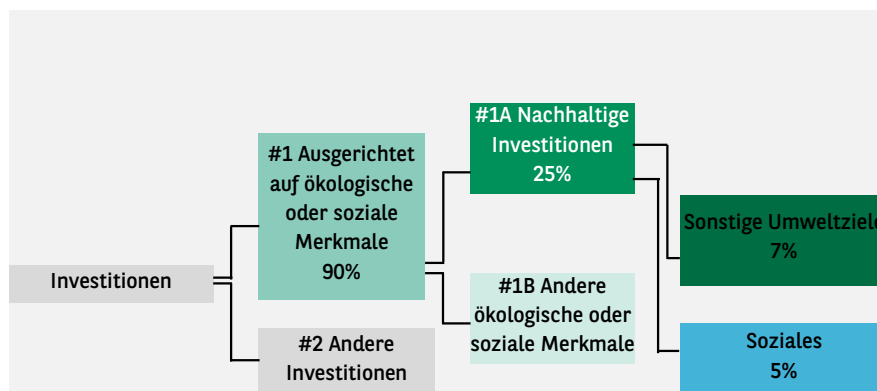 Investitionen
#1 Ausgerichtet
auf ökologische
oder soziale
Merkmale
90%
#2 Andere
Investitionen
#1A Nachhaltige
Investitionen
25%
#1B Andere
ökologische oder
soziale Merkmale
Sonstige Umweltziele
7%
Soziales
5%